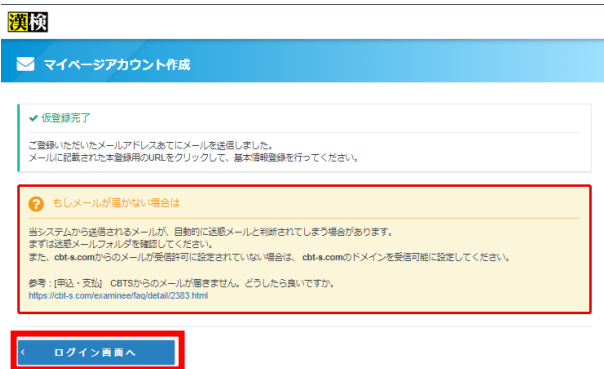 漢検
マイページアカウント作成
仮登録完了
ご登録いただいたメールアドレスあてにメールを送信しました。
メールに記載された本登録用のURLをクリックして、基本情報登録を行ってください。
もしメールが届かない場合は
当システムから送信されるメールが、自動的に迷惑メールと判断されてしまう場合があります。
まずは迷惑メールフォルダを確認してください。
また、cbt-s.comからのメールが受信許可に設定されていない場合は、cbt-s.comのドメインを受信可能に設定してください。
参考：[申込・支払] CBTSからのメールが届きません。どうしたら良いですか。
https://cbt-s.com/examinee/faq/detail/2383.html
ログイン画面へ